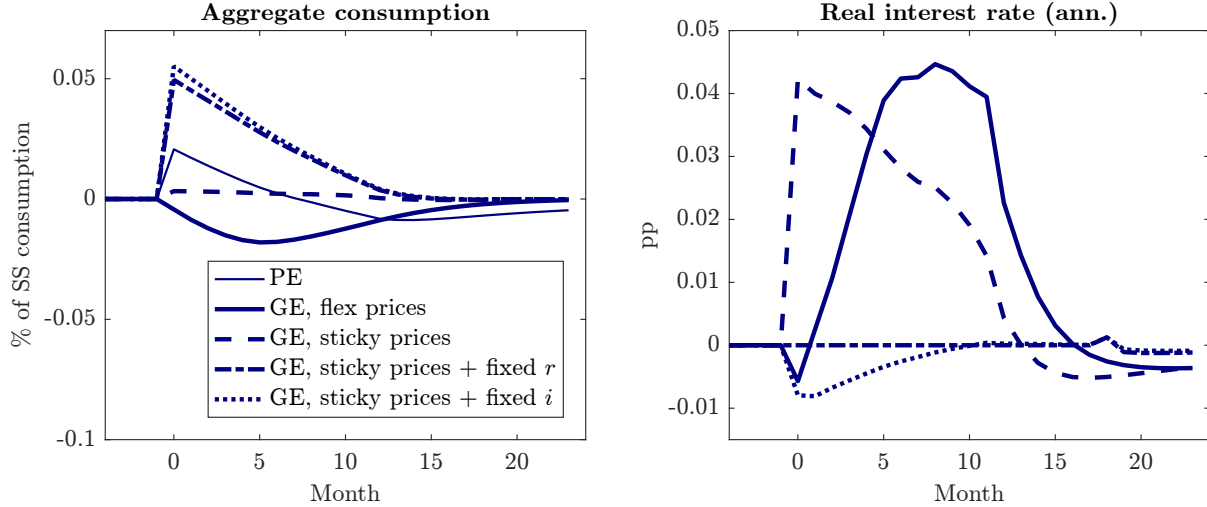 Aggregate consumption
% of SS consumption
0.05
0
-0.05
-0.1
PE
GE, flex prices
GE, sticky prices
GE, sticky prices + fixed r
GE, sticky prices + fixed i
0 5 10 15 20
Month
Real interest rate (ann.)
pp
0.05
0.04
0.03
0.02
0.01
0
-0.01
0 5 10 15 20
Month